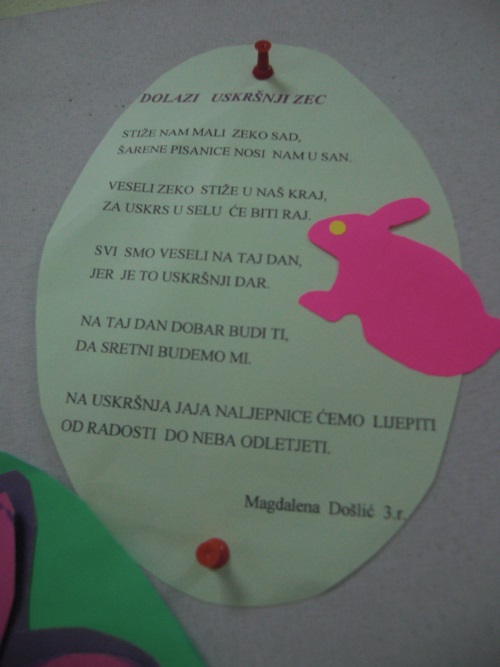 DOLAZI USKRŠNJI ZEC
STIŽE NAM MALI ZEKO SAD,
ŠARENE PISANICE NOSI NAM U SAN.
VESELI ZEKO STIŽE U NAŠ KRAJ,
ZA USKRS U SELU ĆE BITI RAJ.
SVI SMO VESELI NA TAJ DAN,
JER JE TO USKRŠNJI DAR.
NA TAJ DAN DOBAR BUDI TI,
DA SRETNI BUDEMO MI.
NA USKRŠNJA JAJA NALJEPNICE ĆEMO LIJEPITI
OD RADOSTI DO NEBA ODLETJETI.
Magdalena Došlić 3.r.